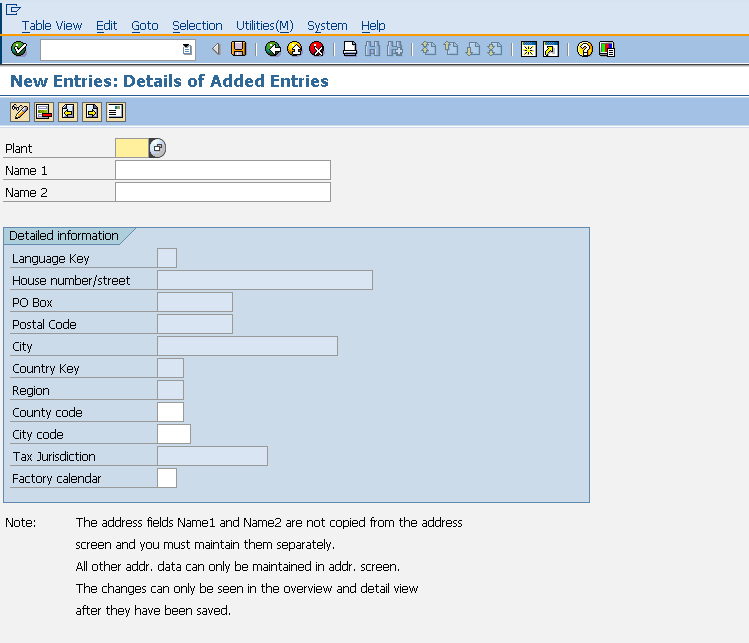 Table View Edit Goto Selection Utilities(M) System Help
New Entries: Details of Added Entries
Plant
Name 1
Name 2
Detailed information
Language Key
House number/street
PO Box
Postal Code
City
Country Key
Region
County code
City code
Tax Jurisdiction
Factory calendar
Note: The address fields Name1 and Name2 are not copied from the address
screen and you must maintain them separately.
All other addr. data can only be maintained in addr. screen.
The changes can only be seen in the overview and detail view
after they have been saved.